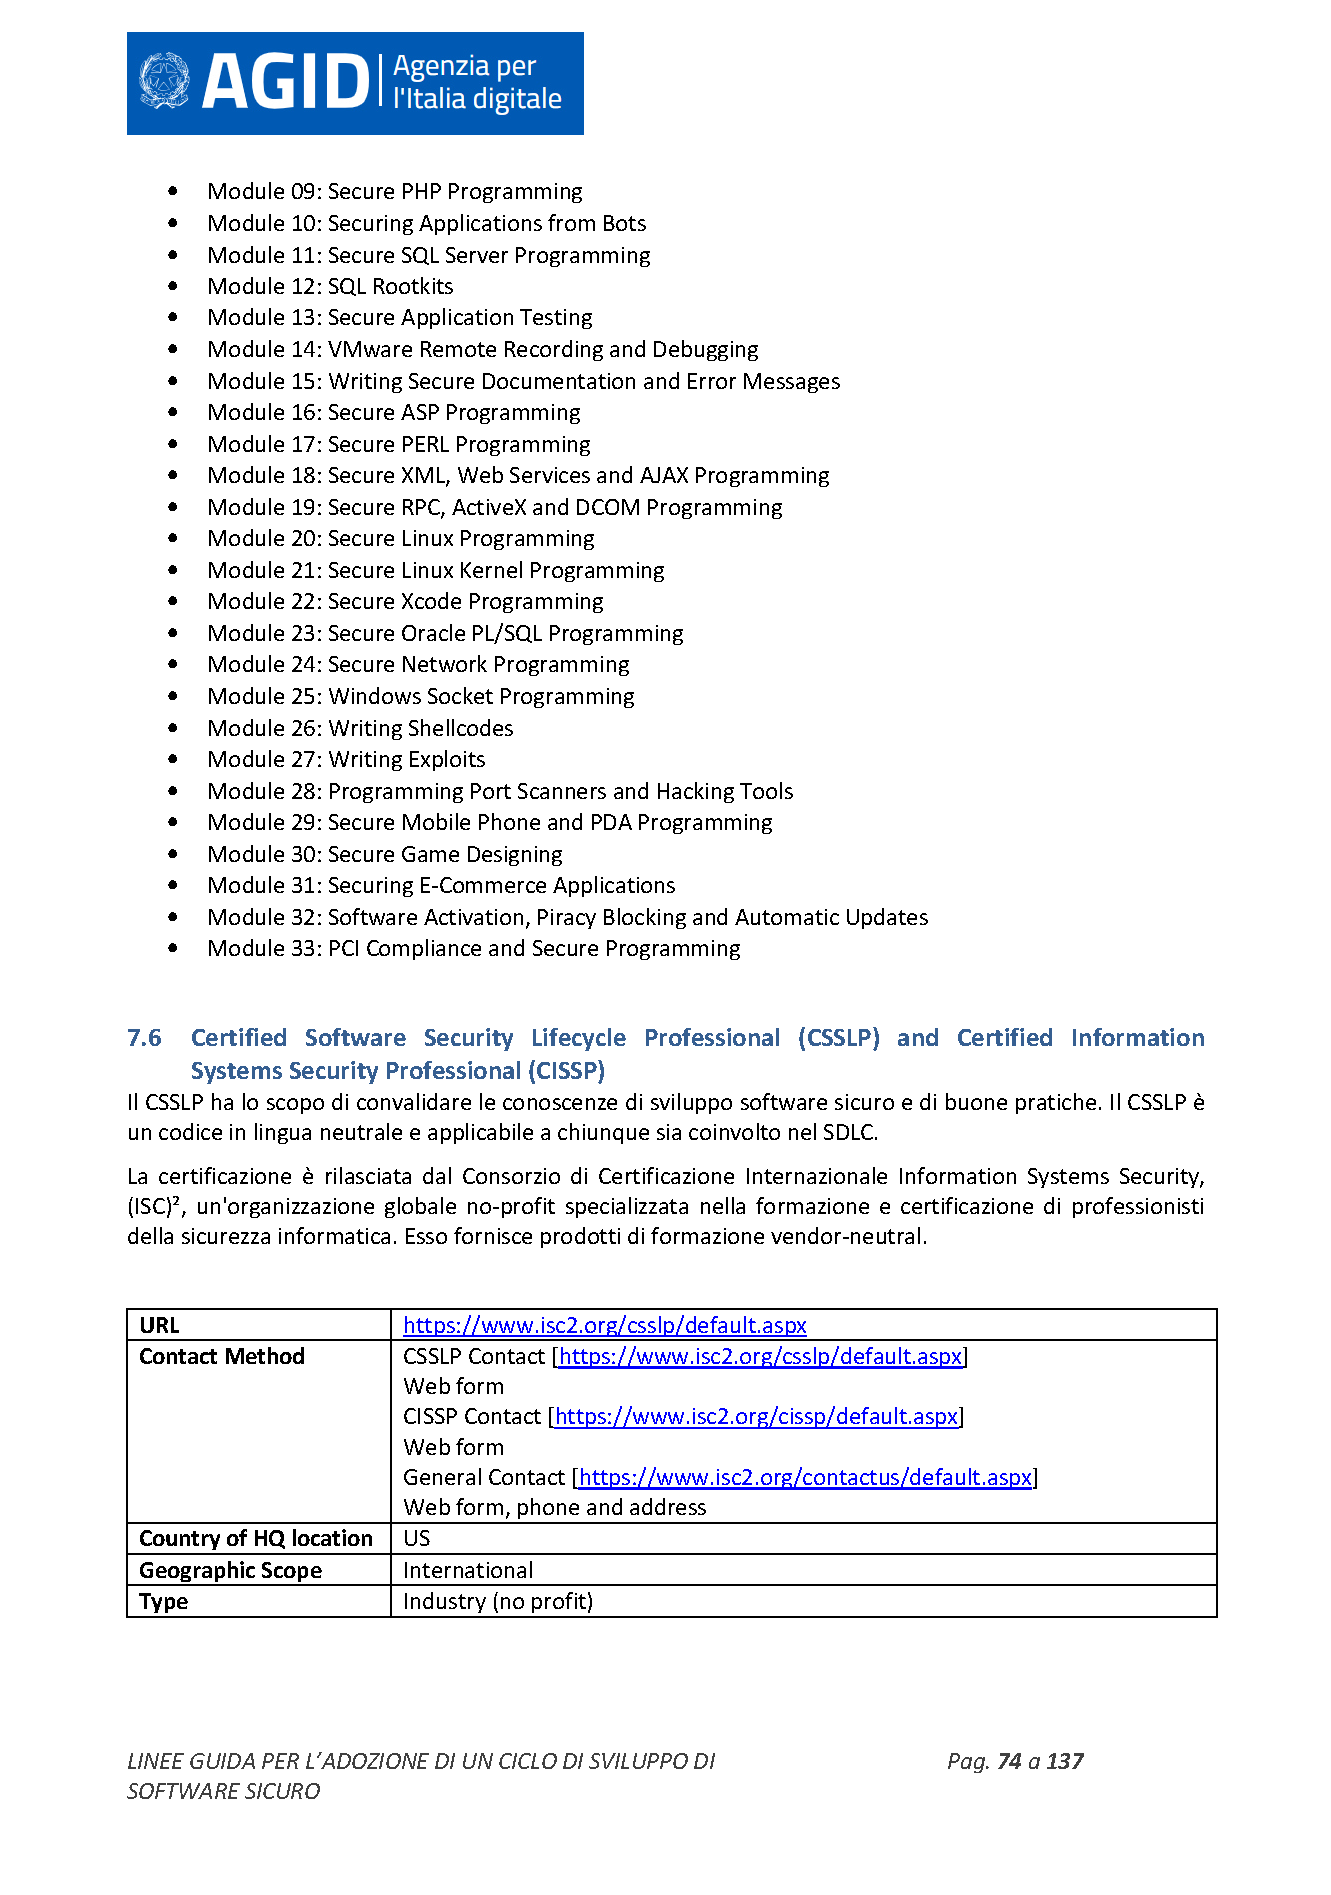 AGID Agenzia per
l'Italia digitale
• Module 09: Secure PHP Programming
• Module 10: Securing Applications from Bots
• Module 11: Secure SQL Server Programming
• Module 12: SQL Rootkits
• Module 13: Secure Application Testing
• Module 14: VMware Remote Recording and Debugging
• Module 15: Writing Secure Documentation and Error Messages
• Module 16: Secure ASP Programming
• Module 17: Secure PERL Programming
• Module 18: Secure XML, Web Services and AJAX Programming
• Module 19: Secure RPC, ActiveX and DCOM Programming
• Module 20: Secure Linux Programming
• Module 21: Secure Linux Kernel Programming
• Module 22: Secure Xcode Programming
• Module 23: Secure Oracle PL/SQL Programming
• Module 24: Secure Network Programming
• Module 25: Windows Socket Programming
• Module 26: Writing Shellcodes
• Module 27: Writing Exploits
• Module 28: Programming Port Scanners and Hacking Tools
• Module 29: Secure Mobile Phone and PDA Programming
• Module 30: Secure Game Designing
• Module 31: Securing E-Commerce Applications
• Module 32: Software Activation, Piracy Blocking and Automatic Updates
• Module 33: PCI Compliance and Secure Programming
7.6 Certified Software Security Lifecycle Professional (CSSLP) and Certified Information
Systems Security Professional (CISSP)
Il CSSLP ha lo scopo di convalidare le conoscenze di sviluppo software sicuro e di buone pratiche. Il CSSLP è
un codice in lingua neutrale e applicabile a chiunque sia coinvolto nel SDLC.
La certificazione è rilasciata dal Consorzio di Certificazione Internazionale Information Systems Security,
(ISC)², un'organizzazione globale no-profit specializzata nella formazione e certificazione di professionisti
della sicurezza informatica. Esso fornisce prodotti di formazione vendor-neutral.
URL https://www.isc2.org/csslp/default.aspx
Contact Method CSSLP Contact [https://www.isc2.org/csslp/default.aspx]
Web form
CISSP Contact [https://www.isc2.org/cissp/default.aspx]
Web form
General Contact [https://www.isc2.org/contactus/default.aspx]
Web form, phone and address
Country of HQ location US
Geographic Scope International
Type Industry (no profit)
LINEE GUIDA PER L’ADOZIONE DI UN CICLO DI SVILUPPO DI Pag. 74 a 137
SOFTWARE SICURO